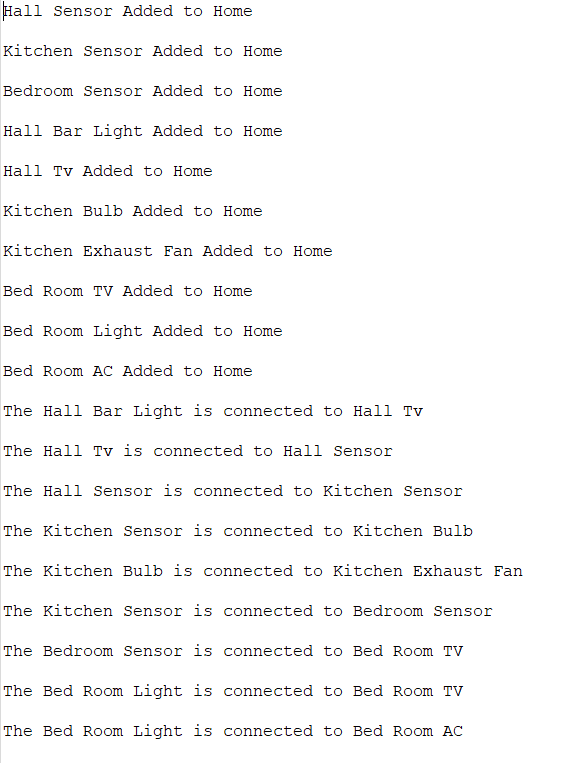 Hall Sensor Added to Home
Kitchen Sensor Added to Home
Bedroom Sensor Added to Home
Hall Bar Light Added to Home
Hall Tv Added to Home
Kitchen Bulb Added to Home
Kitchen Exhaust Fan Added to Home
Bed Room TV Added to Home
Bed Room Light Added to Home
Bed Room AC Added to Home
The Hall Bar Light is connected to Hall Tv
The Hall Tv is connected to Hall Sensor
The Hall Sensor is connected to Kitchen Sensor
The Kitchen Sensor is connected to Kitchen Bulb
The Kitchen Bulb is connected to Kitchen Exhaust Fan
The Kitchen Sensor is connected to Bedroom Sensor
The Bedroom Sensor is connected to Bed Room TV
The Bed Room Light is connected to Bed Room TV
The Bed Room Light is connected to Bed Room AC